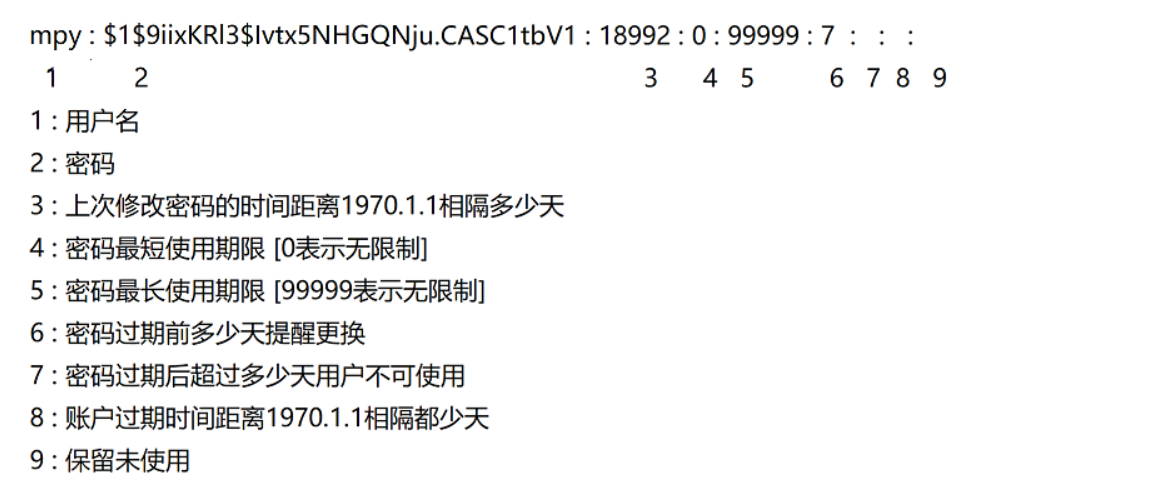 mpy : $1$9iixKRl3$Ivtx5NHGQNju.CASC1tbV1 : 18992 : 0 : 99999 : 7 : : :
1 2 3 4 5 6 7 8 9
1 : 用户名
2 : 密码
3 : 上次修改密码的时间距离1970.1.1相隔多少天
4 : 密码最短使用期限 [0表示无限制]
5 : 密码最长使用期限 [99999表示无限制]
6 : 密码过期前多少天提醒更换
7 : 密码过期后超过多少天用户不可使用
8 : 账户过期时间距离1970.1.1相隔都少天
9 : 保留未使用